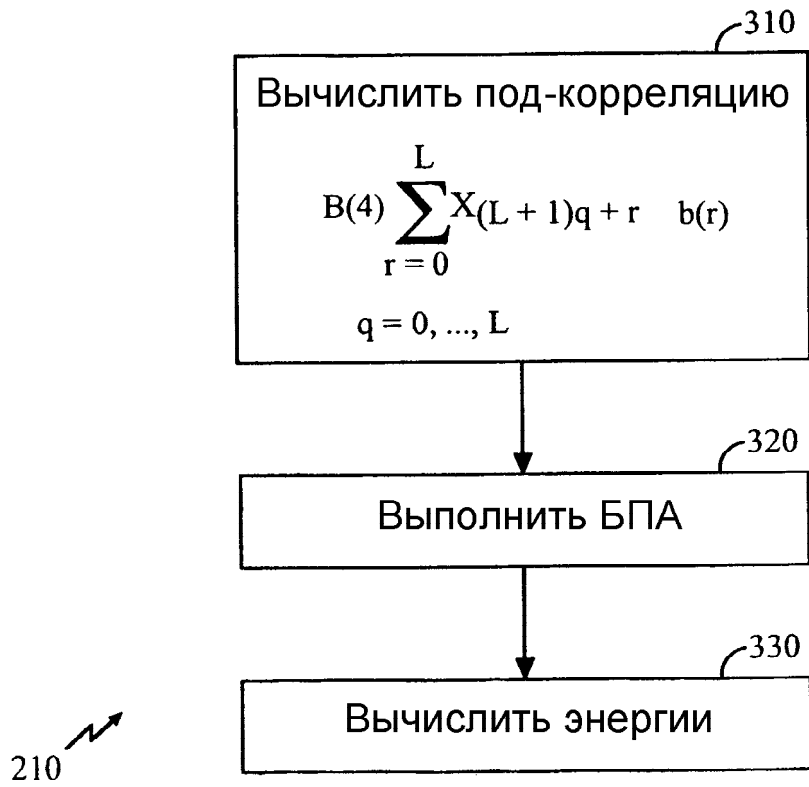 310
Вычислить под-корреляцию
L
B(4) ∑ X(L + 1)q + r b(r)
r = 0
q = 0, ..., L
320
Выполнить БПА
330
Вычислить энергии
210